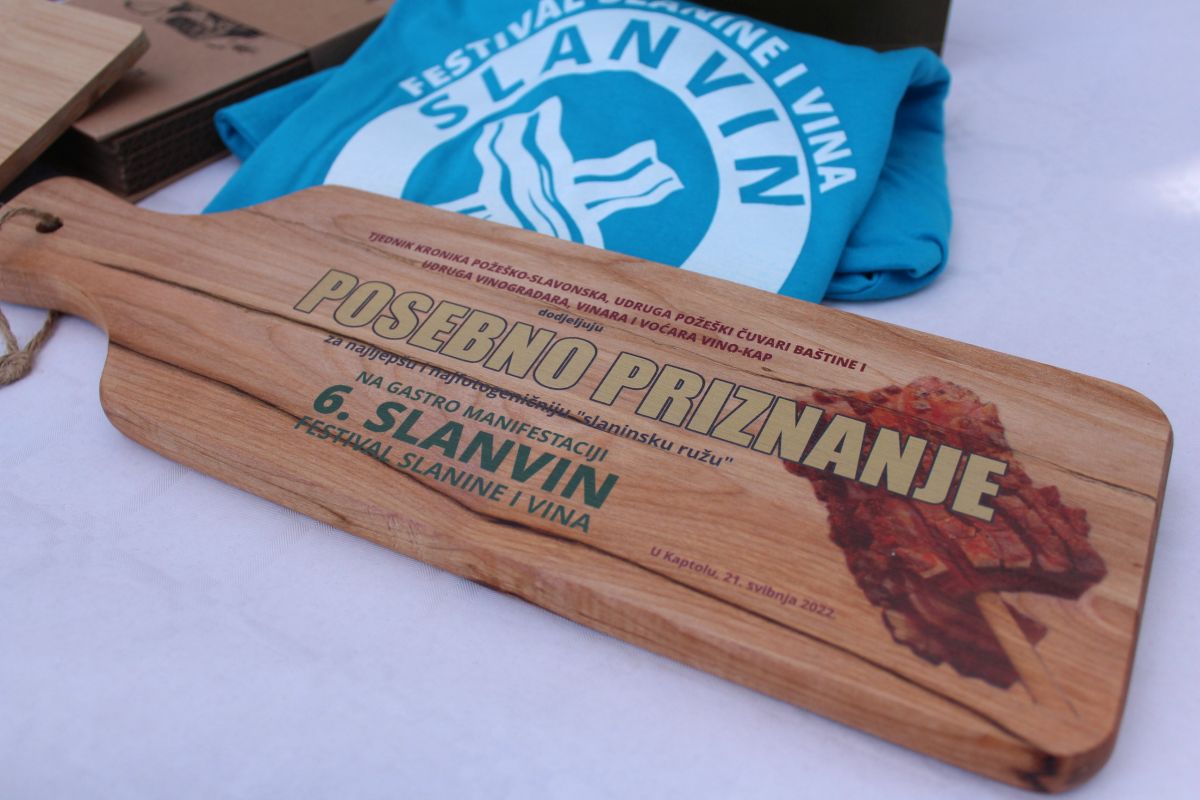 FESTIVAL SLANINE I VINA
SLANVIN
TJEDNIK KRONIKA POŽEŠKO-SLAVONSKA, UDRUGA POŽEŠKI ČUVARI BAŠTINE I
UDRUGA VINOGRADARA, VINARA I VOĆARA VINO-KAP
dodjeljuju
POSEBNO PRIZNANJE
za najljepšu i najfotogeničniju "slaninsku ružu"
NA GASTRO MANIFESTACIJI
6. SLANVIN
FESTIVAL SLANINE I VINA
U Kaptolu, 21. svibnja 2022.